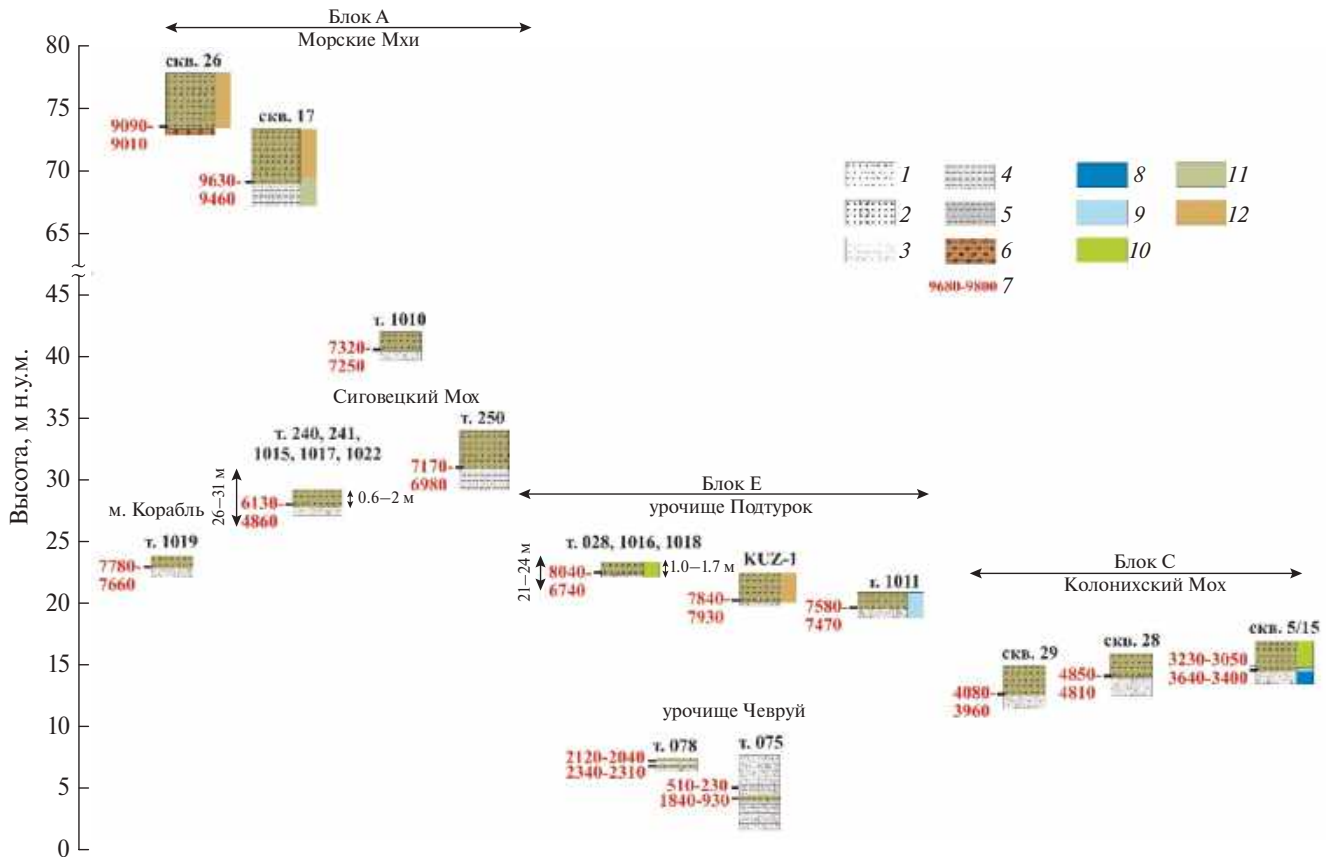 Блок А
Морские Мхи
Высота, м н.у.м.
80
75
70
65
45
40
35
30
25
20
15
10
5
0
скв. 26
9090-
9010
скв. 17
9630-
9460
1
2
3
4
5
6
9680-9800 7
8
9
10
11
12
т. 1010
7320-
7250
Сиговецкий Мох
т. 240, 241,
1015, 1017, 1022
26–31 м
6130-
4860
0.6–2 м
т. 250
7170-
6980
м. Корабль
т. 1019
7780-
7660
Блок Е
урочище Подтурок
т. 028, 1016, 1018
21–24 м
8040-
6740
1.0–1.7 м
KUZ-1
7840-
7930
т. 1011
7580-
7470
Блок С
Колонихский Мох
скв. 29
4080-
3960
скв. 28
4850-
4810
скв. 5/15
3230-3050
3640-3400
урочище Чевруй
т. 078
2120-2040
2340-2310
т. 075
510-230
1840-930